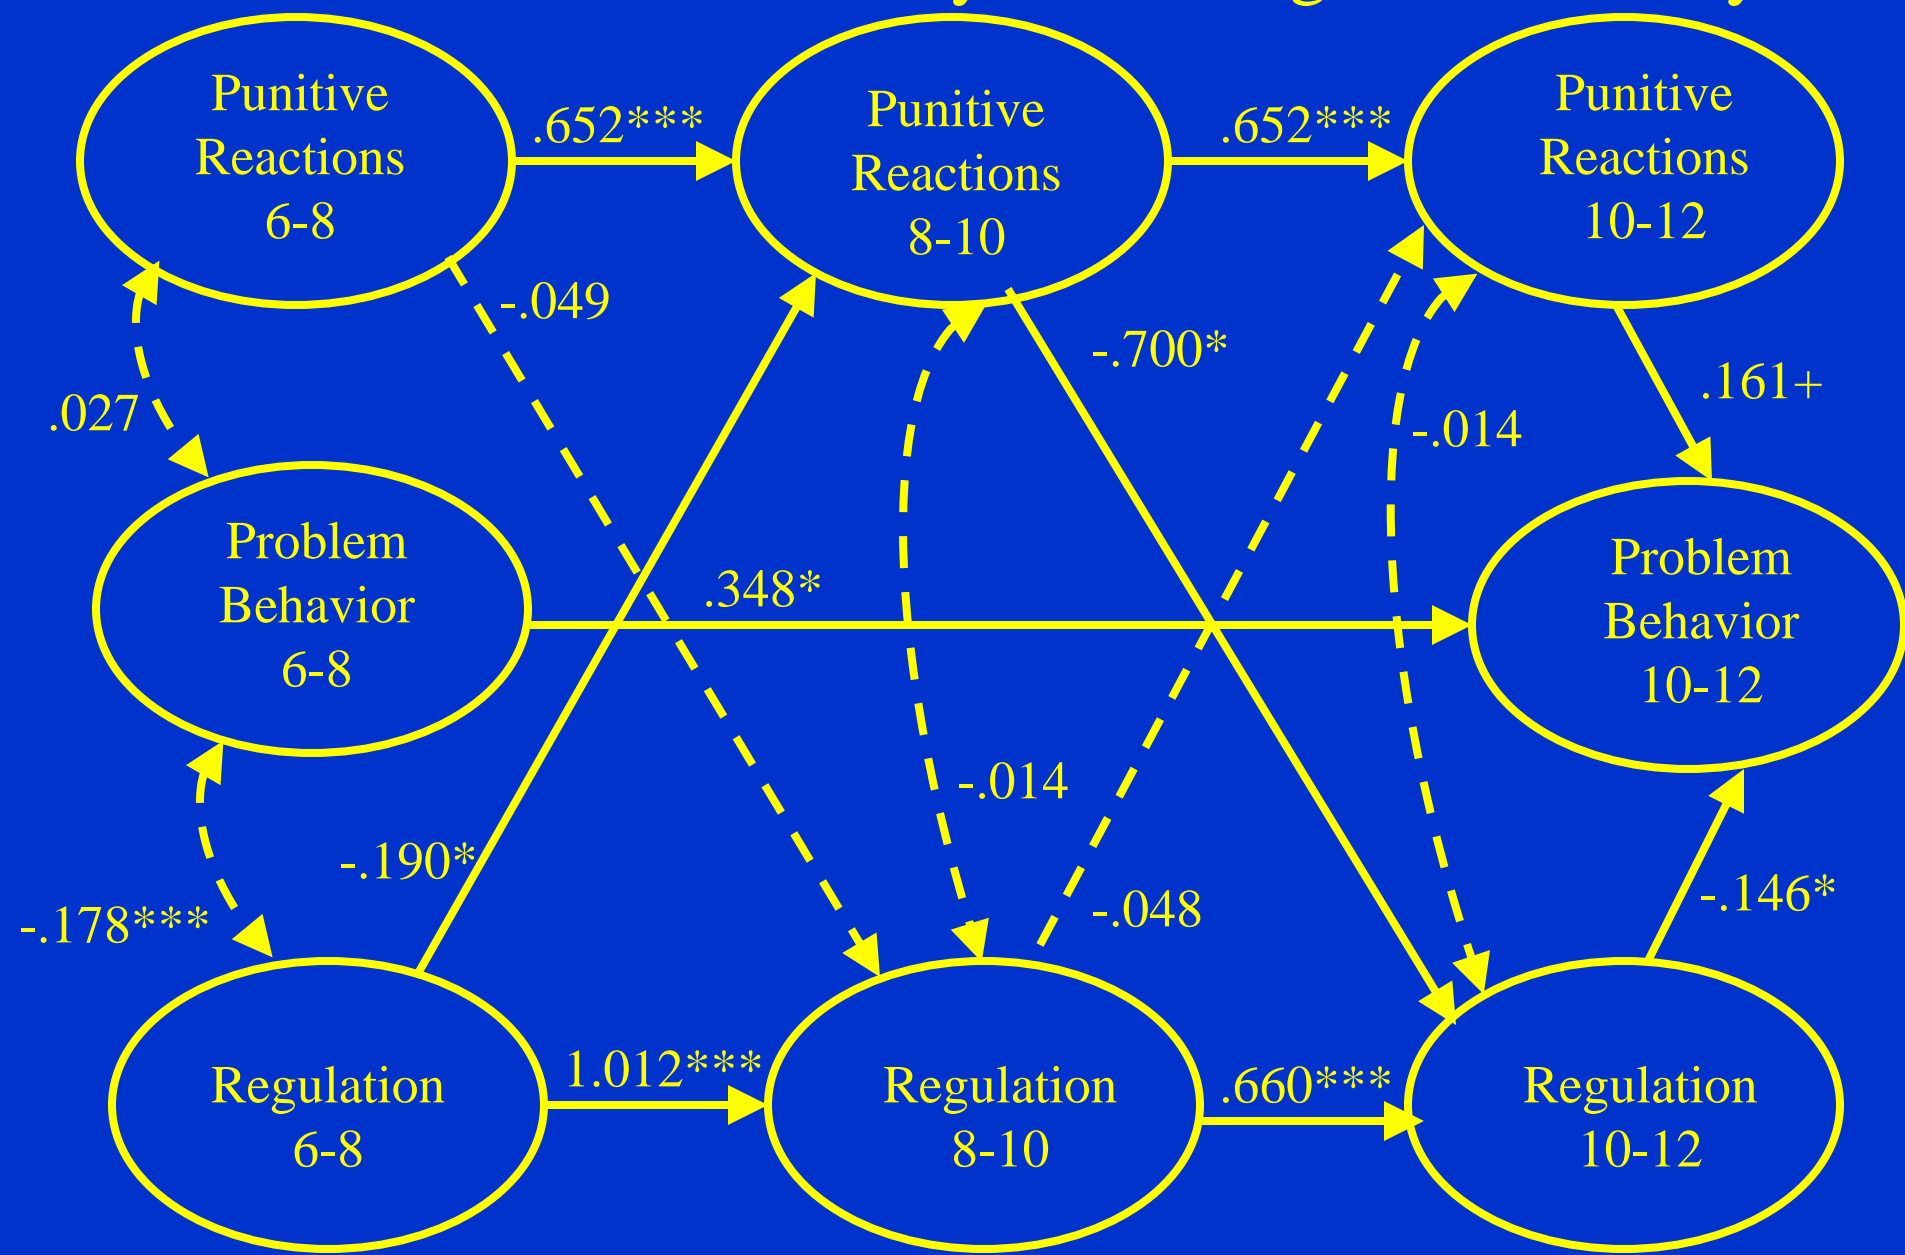 Punitive
Reactions
6-8
.652***
Punitive
Reactions
8-10
.652***
Punitive
Reactions
10-12
-.049
-.700*
.161+
.027
-.014
Problem
Behavior
6-8
.348*
Problem
Behavior
10-12
-.014
-.190*
-.048
-.146*
-.178***
Regulation
6-8
1.012***
Regulation
8-10
.660***
Regulation
10-12